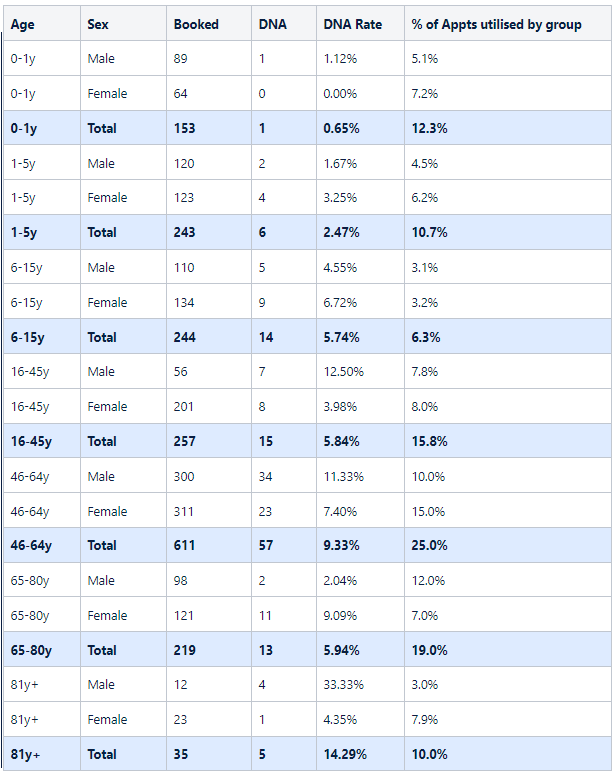 Age Sex Booked DNA DNA Rate % of Appts utilised by group
0-1y Male 89 1 1.12% 5.1%
0-1y Female 64 0 0.00% 7.2%
0-1y Total 153 1 0.65% 12.3%
1-5y Male 120 2 1.67% 4.5%
1-5y Female 123 4 3.25% 6.2%
1-5y Total 243 6 2.47% 10.7%
6-15y Male 110 5 4.55% 3.1%
6-15y Female 134 9 6.72% 3.2%
6-15y Total 244 14 5.74% 6.3%
16-45y Male 56 7 12.50% 7.8%
16-45y Female 201 8 3.98% 8.0%
16-45y Total 257 15 5.84% 15.8%
46-64y Male 300 34 11.33% 10.0%
46-64y Female 311 23 7.40% 15.0%
46-64y Total 611 57 9.33% 25.0%
65-80y Male 98 2 2.04% 12.0%
65-80y Female 121 11 9.09% 7.0%
65-80y Total 219 13 5.94% 19.0%
81y+ Male 12 4 33.33% 3.0%
81y+ Female 23 1 4.35% 7.9%
81y+ Total 35 5 14.29% 10.0%